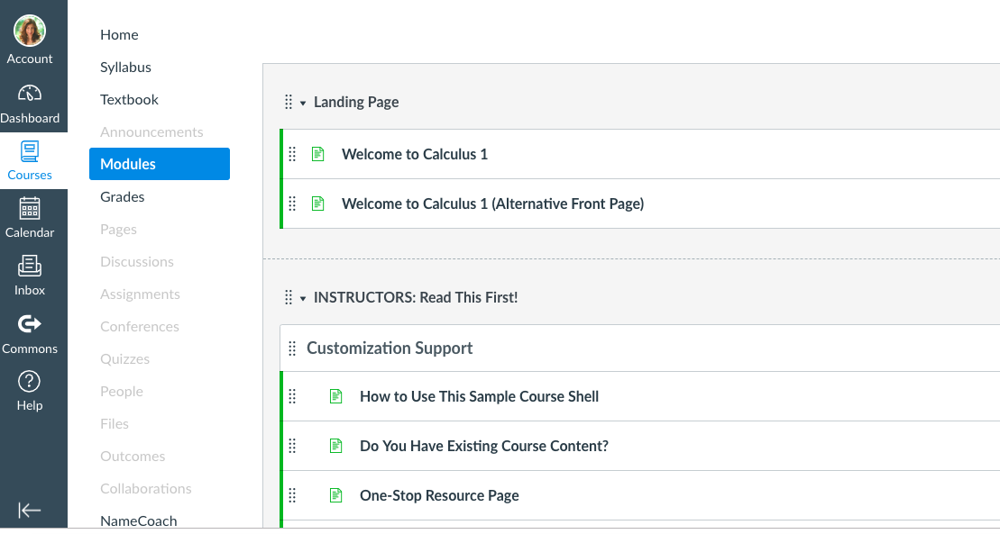 Account
Dashboard
Courses
Calendar
Inbox
Commons
Help
Home
Syllabus
Textbook
Announcements
Modules
Grades
Pages
Discussions
Assignments
Conferences
Quizzes
People
Files
Outcomes
Collaborations
NameCoach
Landing Page
Welcome to Calculus 1
Welcome to Calculus 1 (Alternative Front Page)
INSTRUCTORS: Read This First!
Customization Support
How to Use This Sample Course Shell
Do You Have Existing Course Content?
One-Stop Resource Page